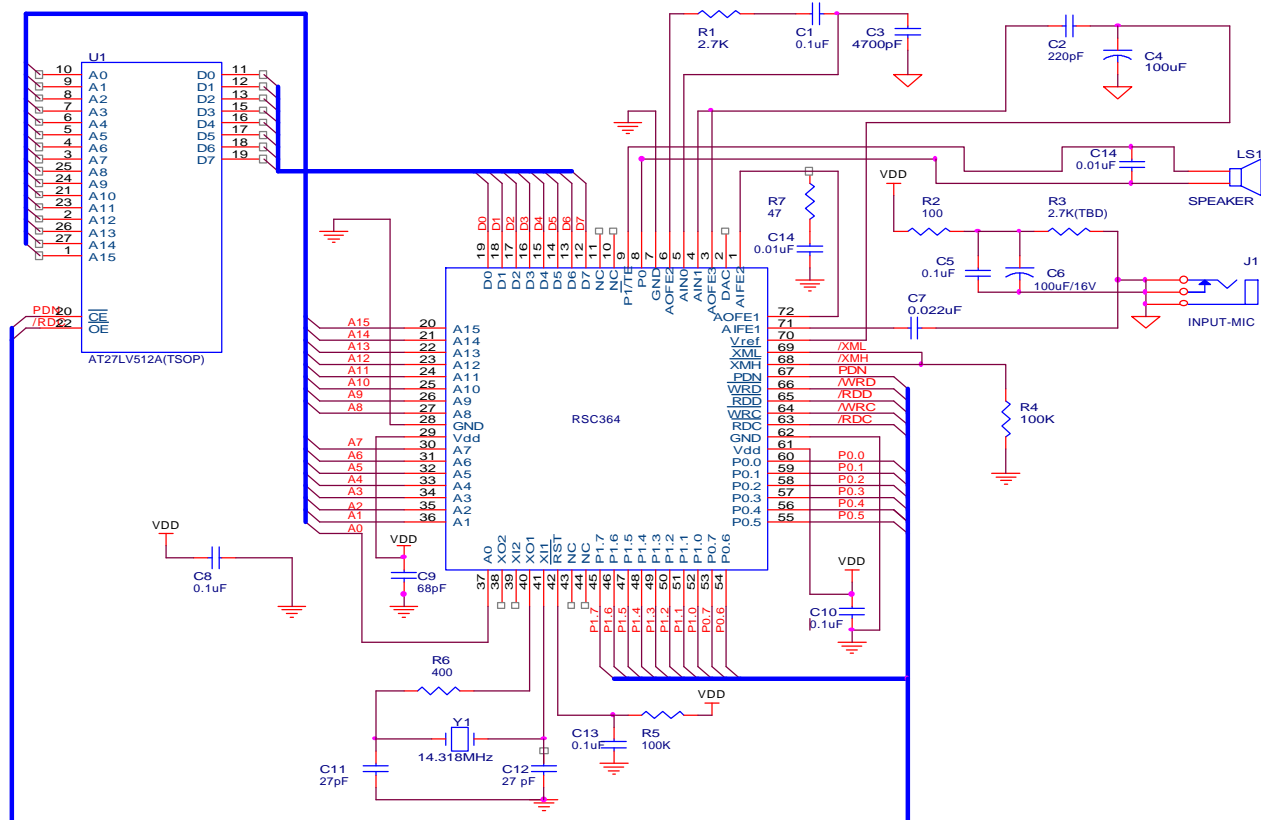 U1
AT27LV512A(TSOP)
10 A0
9 A1
8 A2
7 A3
6 A4
5 A5
4 A6
3 A7
25 A8
24 A9
21 A10
23 A11
2 A12
26 A13
27 A14
1 A15
20 CE
22 OE
PDN
D0 11
D1 12
D2 13
D3 15
D4 16
D5 17
D6 18
D7 19
R1
2.7K
C1
0.1uF
C3
4700pF
C2
220pF
C4
100uF
C14
0.01uF
LS1
SPEAKER
VDD
R2
100
R3
2.7K(TBD)
R7
47
C14
0.01uF
C5
0.1uF
C6
100uF/16V
J1
INPUT-MIC
C7
0.022uF
D0 D1 D2 D3 D4 D5 D6 D7
19 18 17 16 15 14 13 12 11 10 9 8 7 6 5 4 3 2 1
D0 D1 D2 D3 D4 D5 D6 D7 NC NC P1/TE P0 GND AOFE2 AIN0 AIN1 AOFE3 DAC AIFE2
RSC364
A15 20 A15
A14 21 A14
A13 22 A13
A12 23 A12
A11 24 A11
A10 25 A10
A9 26 A9
A8 27 A8
28 GND
29 Vdd
A7 30 A7
A6 31 A6
A5 32 A5
A4 33 A4
A3 34 A3
A2 35 A2
A1 36 A1
A0
AOFE1 72
AIFE1 71
Vref 70
XML 69 /XML
XMH 68 /XMH
PDN 67 PDN
WRD 66 /WRD
RDD 65 /RDD
WRC 64 /WRC
RDC 63 /RDC
GND 62
Vdd 61
P0.0 60 P0.0
P0.1 59 P0.1
P0.2 58 P0.2
P0.3 57 P0.3
P0.4 56 P0.4
P0.5 55 P0.5
R4
100K
A0 XO2 XI2 XO1 XI1 RST NC NC P1.7 P1.6 P1.5 P1.4 P1.3 P1.2 P1.1 P1.0 P0.7 P0.6
37 38 39 40 41 42 43 44 45 46 47 48 49 50 51 52 53 54
P1.7 P1.6 P1.5 P1.4 P1.3 P1.2 P1.1 P1.0 P0.7 P0.6
VDD
C8
0.1uF
VDD
C9
68pF
VDD
C10
0.1uF
R6
400
Y1
14.318MHz
C11
27pF
C12
27 pF
C13
0.1uF
R5
100K
VDD